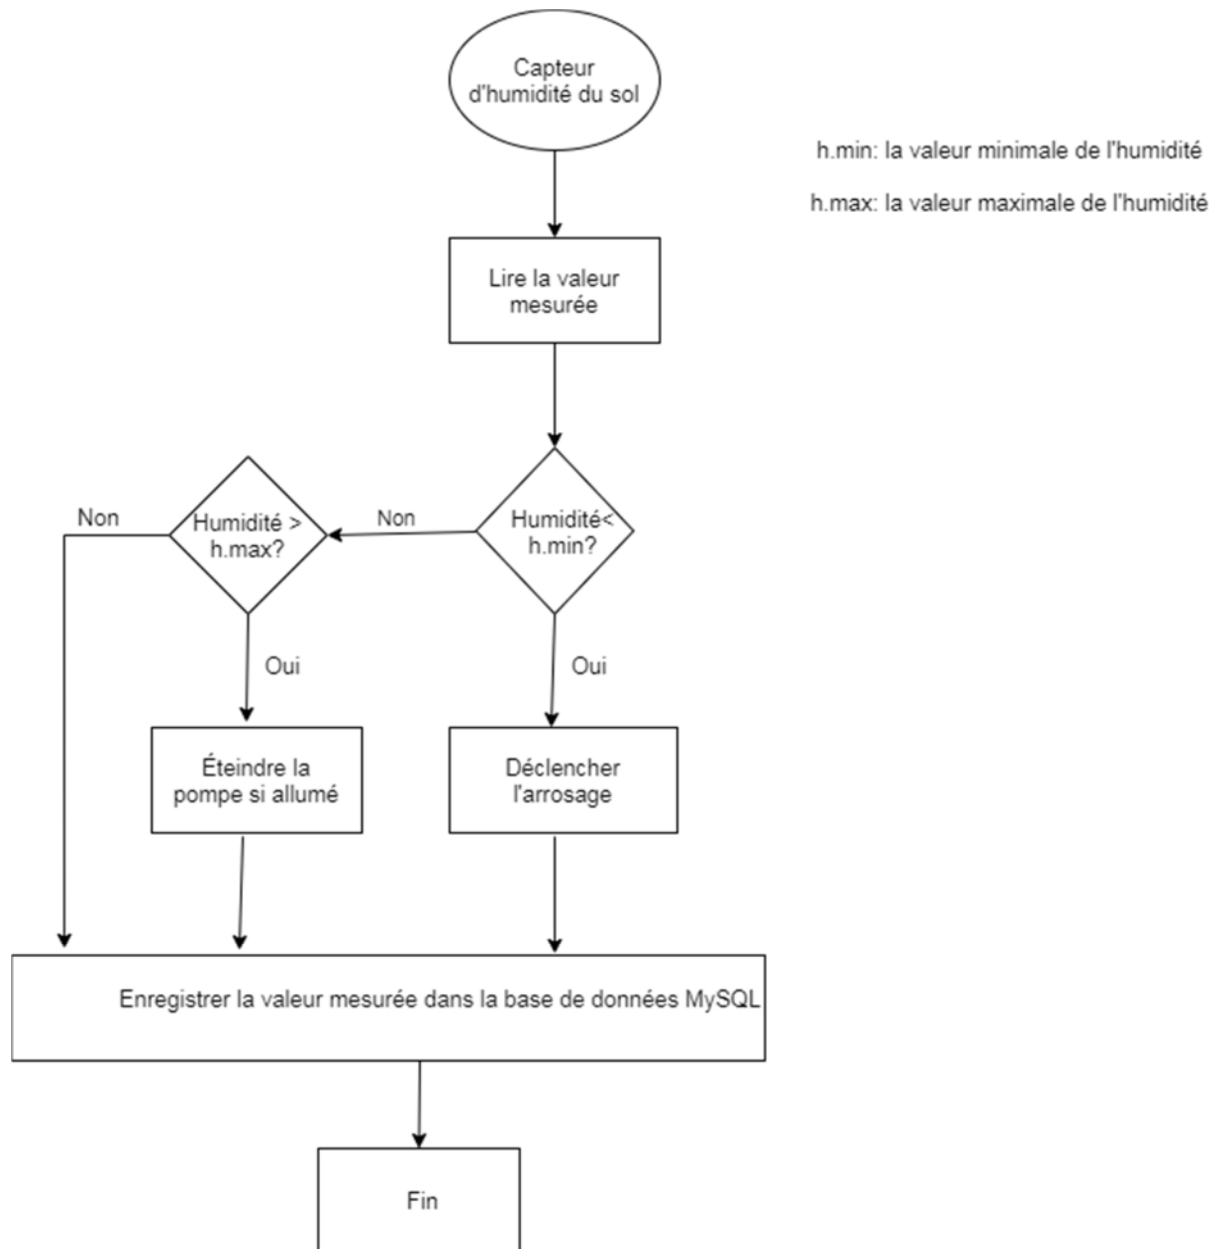 Capteur
d'humidité du sol
h.min: la valeur minimale de l'humidité
h.max: la valeur maximale de l'humidité
Lire la valeur
mesurée
Non
Humidité >
h.max?
Non
Humidité<
h.min?
Oui
Oui
Éteindre la
pompe si allumé
Déclencher
l'arrosage
Enregistrer la valeur mesurée dans la base de données MySQL
Fin